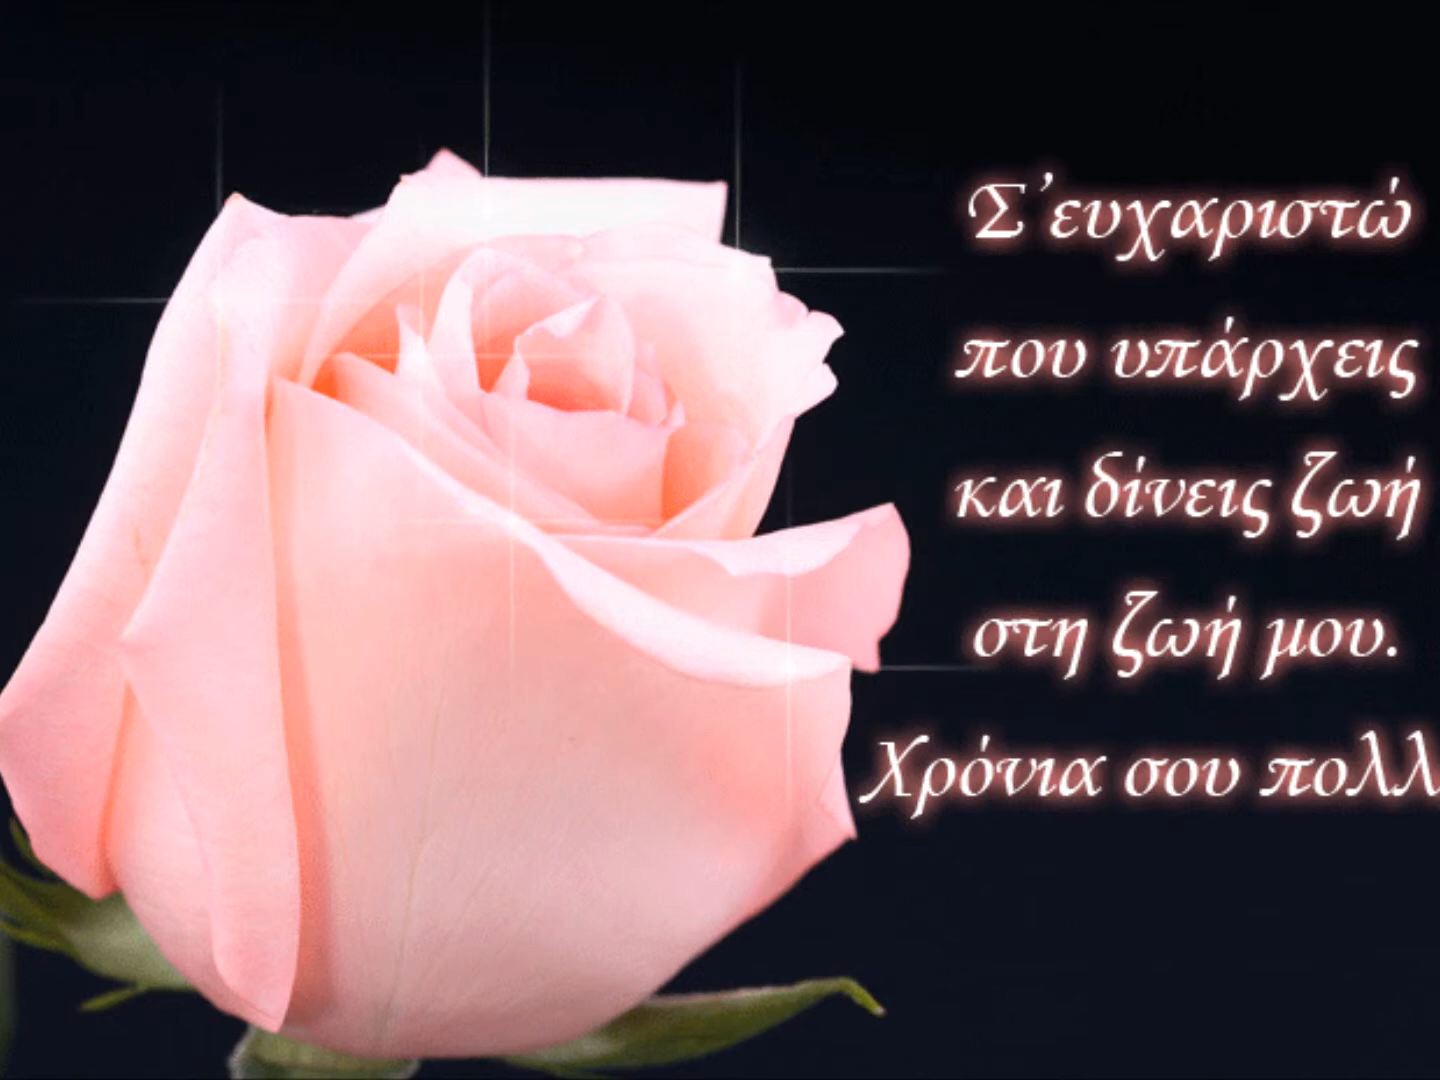 Σ'ευχαριστώ
που υπάρχεις
και δίνεις ζωή
στη ζωή μου.
Χρόνια σου πολλ